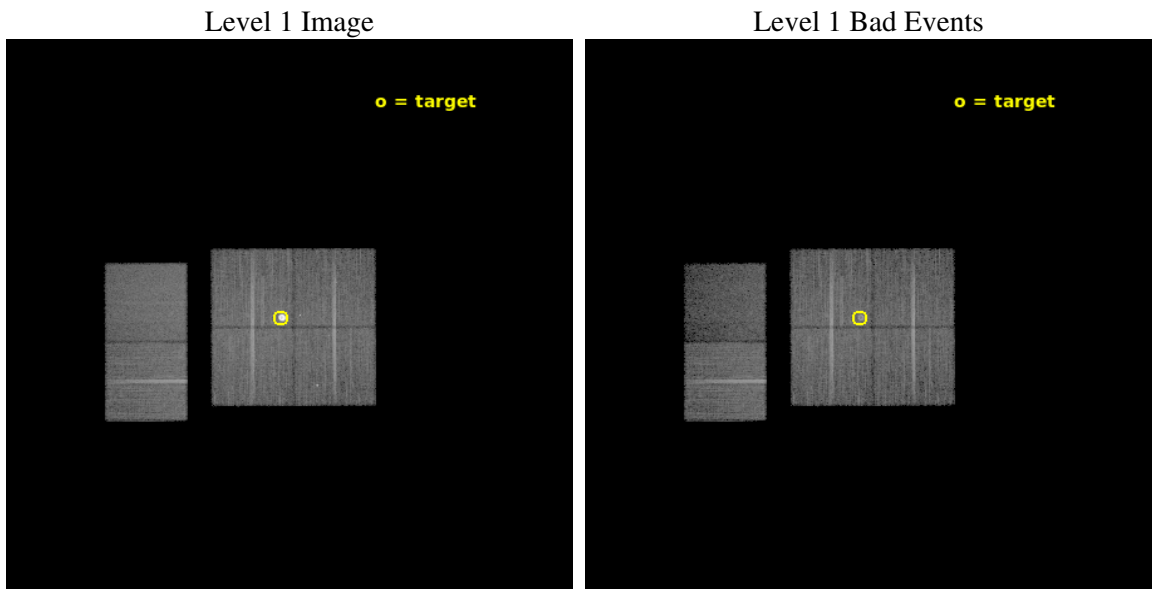 Level 1 Image
Level 1 Bad Events
o = target
o = target